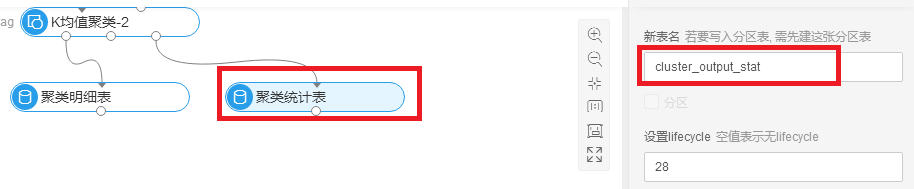 ag
K均值聚类-2
聚类明细表
聚类统计表
新表名 若要写入分区表, 需先建这张分区表
cluster_output_stat
分区
设置lifecycle 空值表示无lifecycle
28